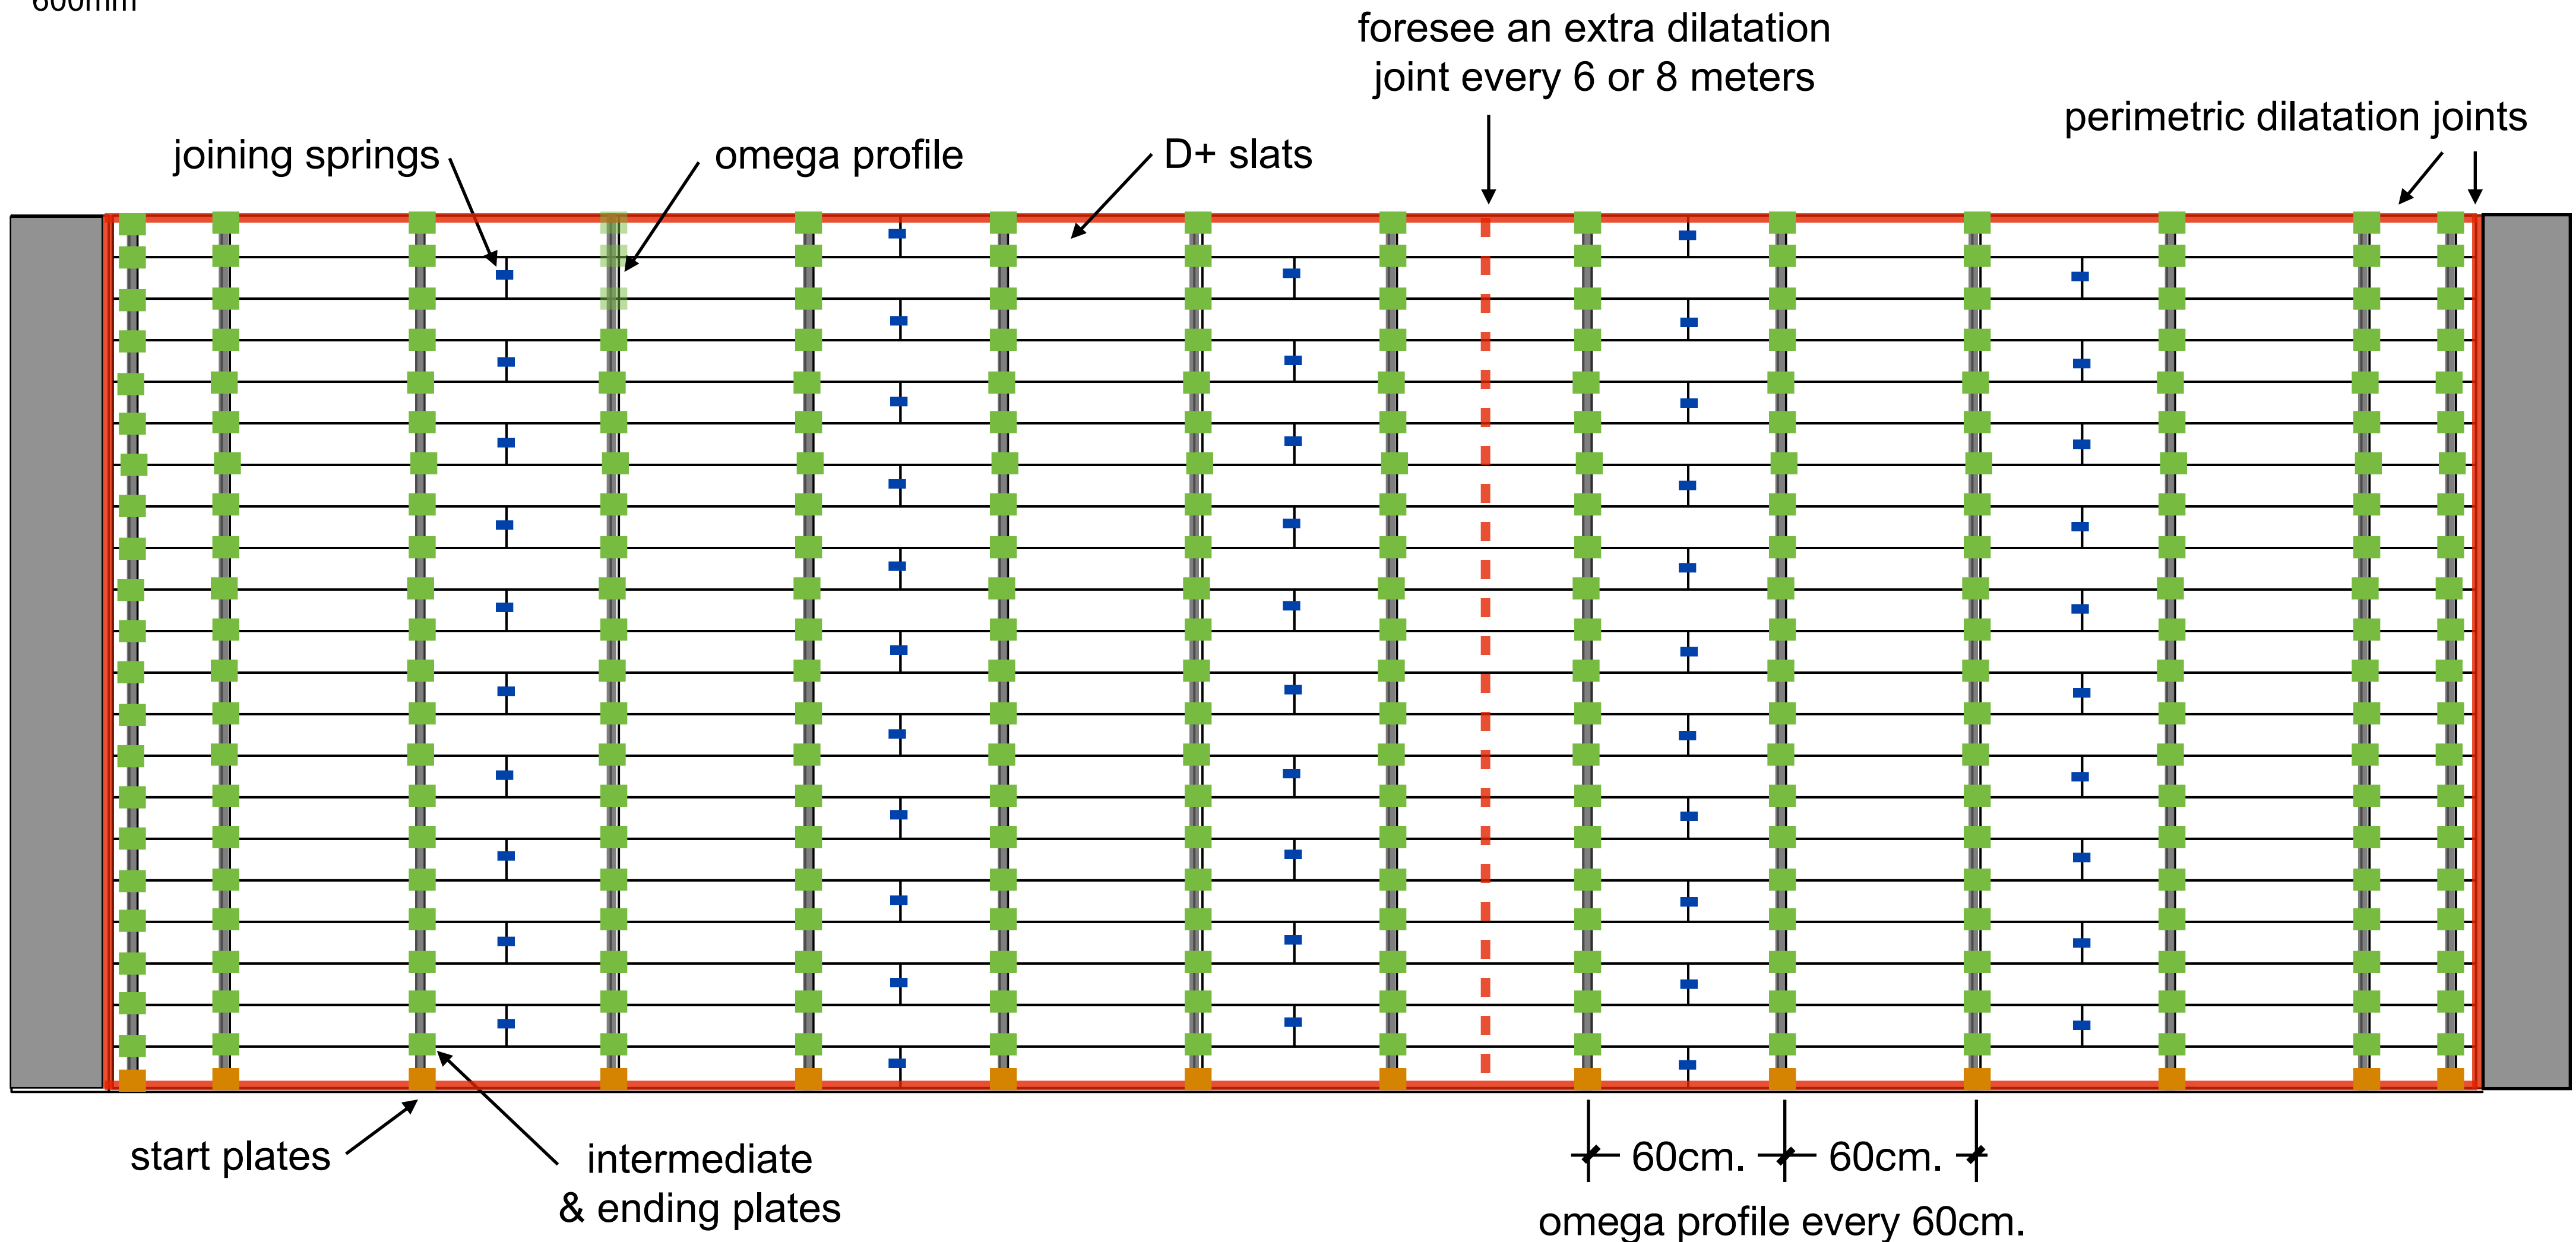 600mm
foresee an extra dilatation
joint every 6 or 8 meters
perimetric dilatation joints
joining springs
omega profile
D+ slats
start plates
intermediate
& ending plates
60cm.
60cm.
omega profile every 60cm.